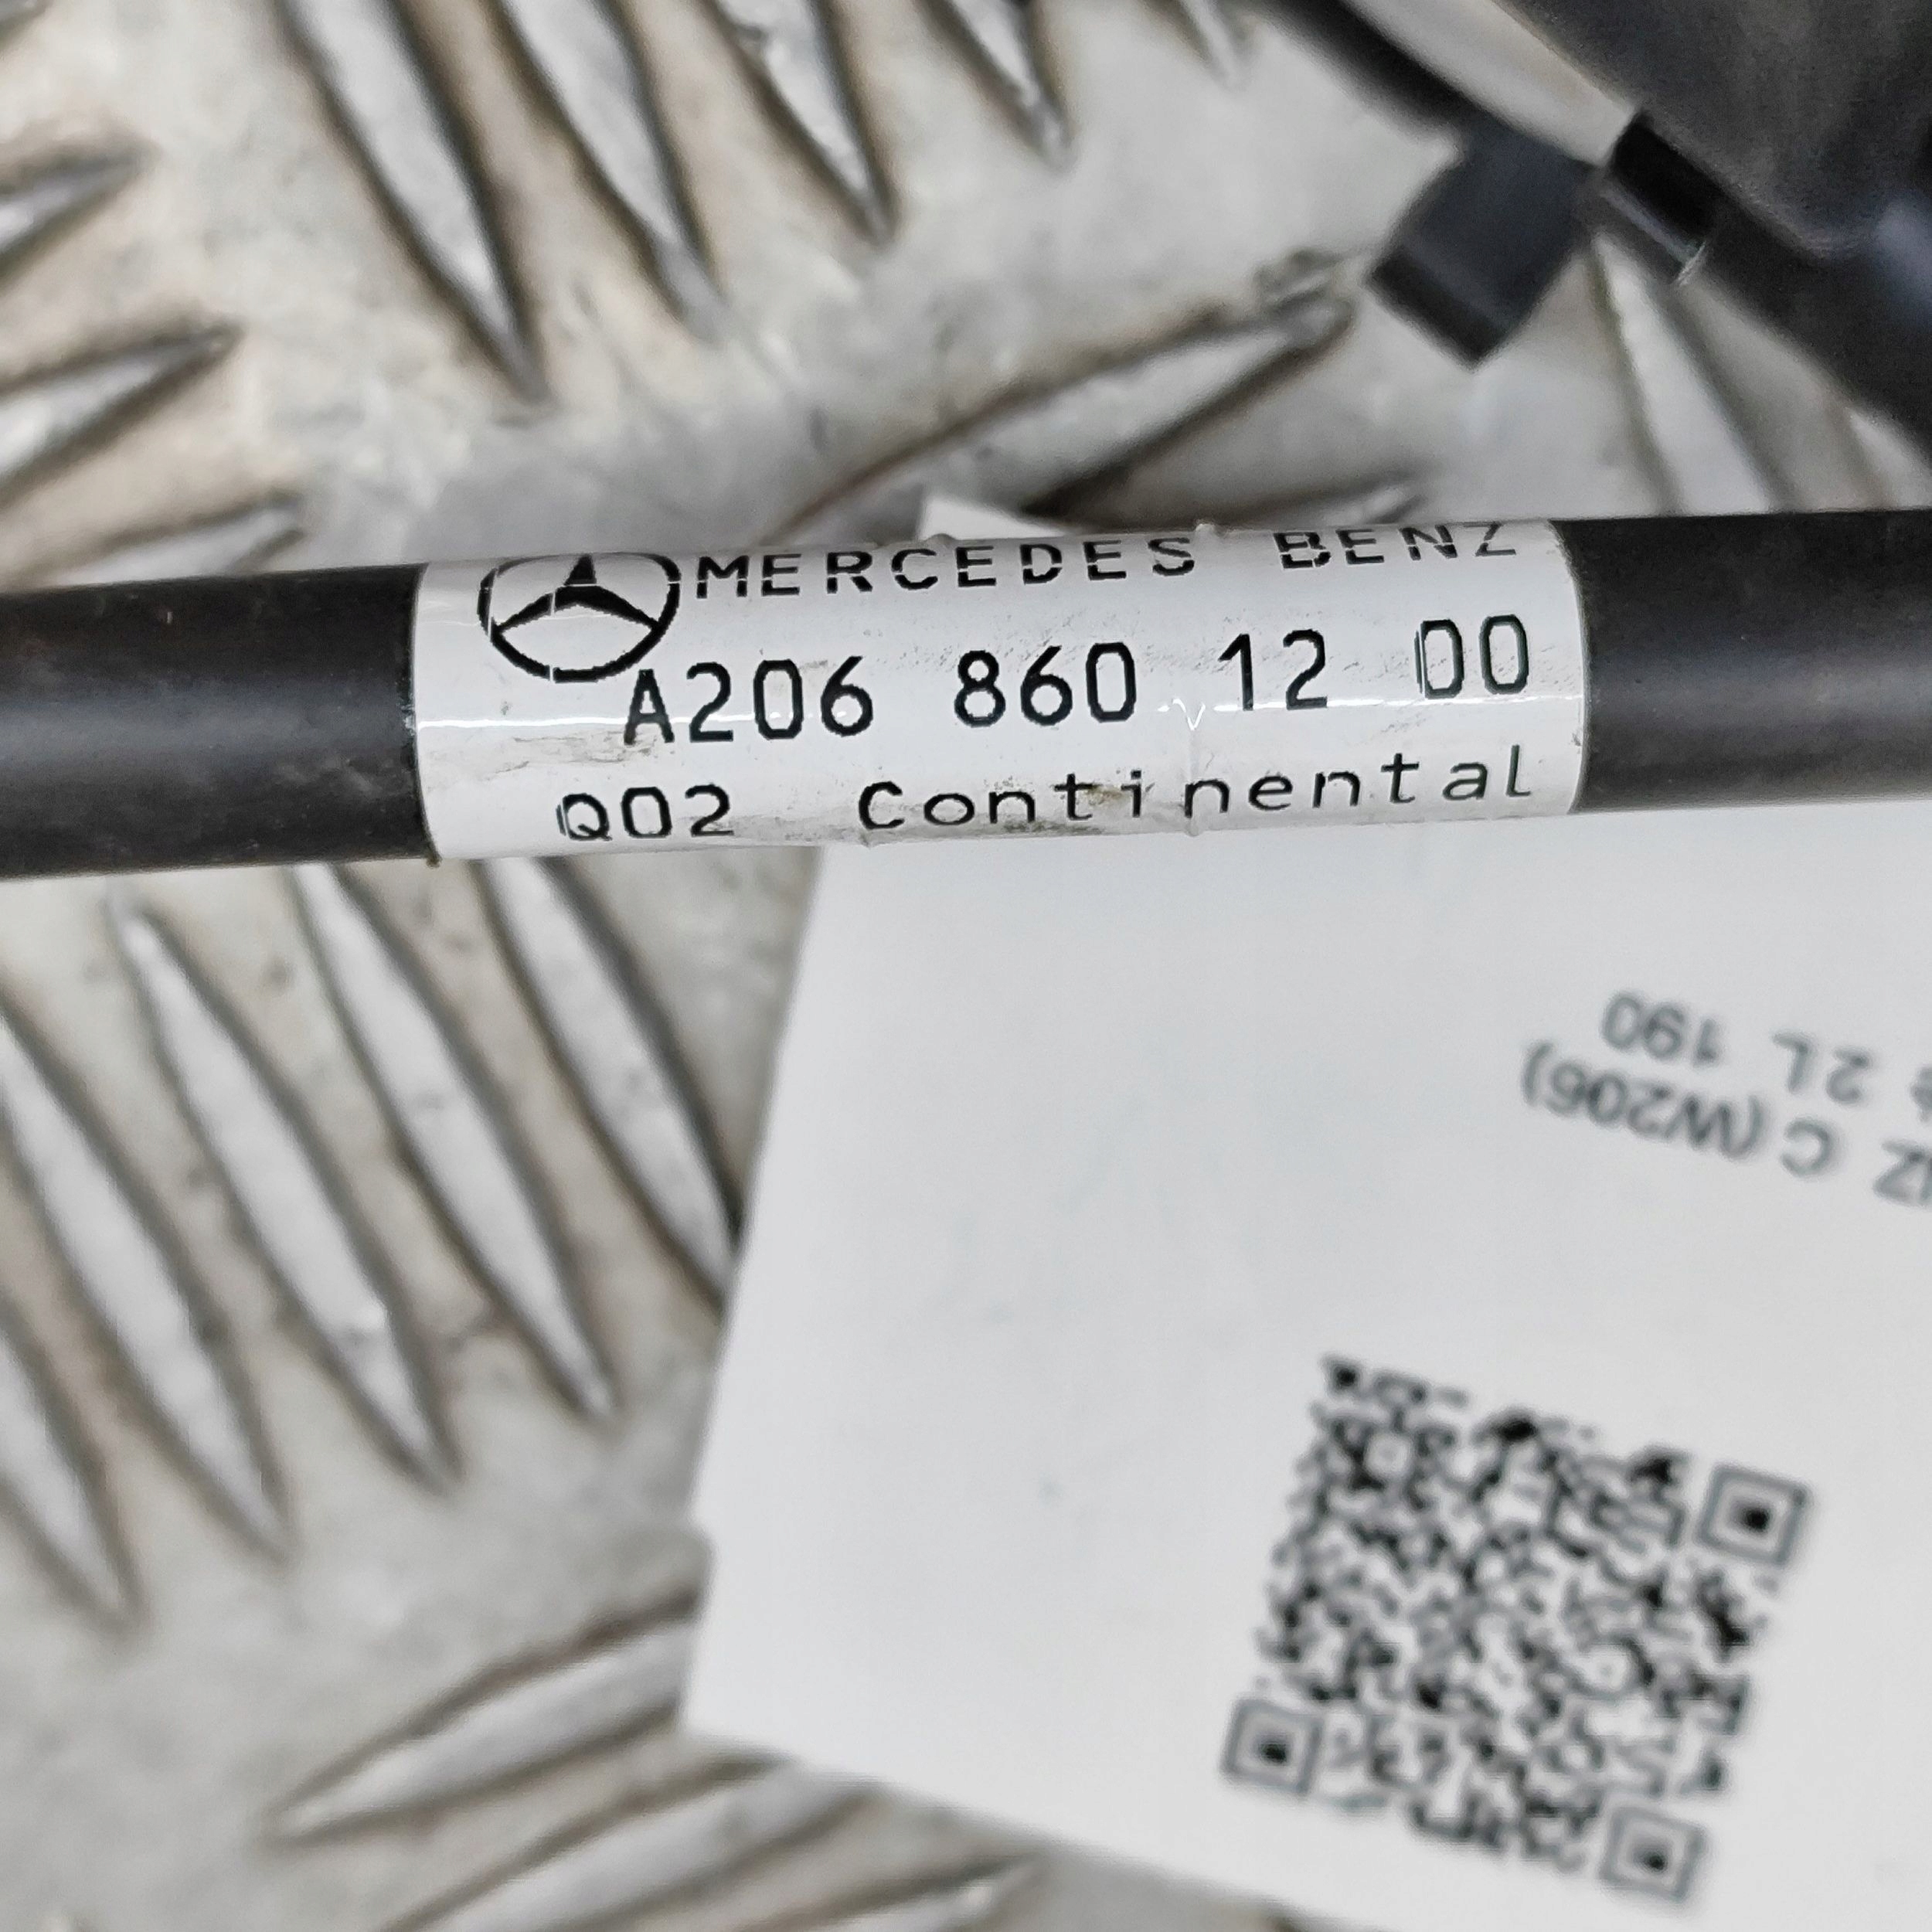 MERCEDES BENZ
A206 860 12 00
Q02 Continental
C (W206)
2L 190